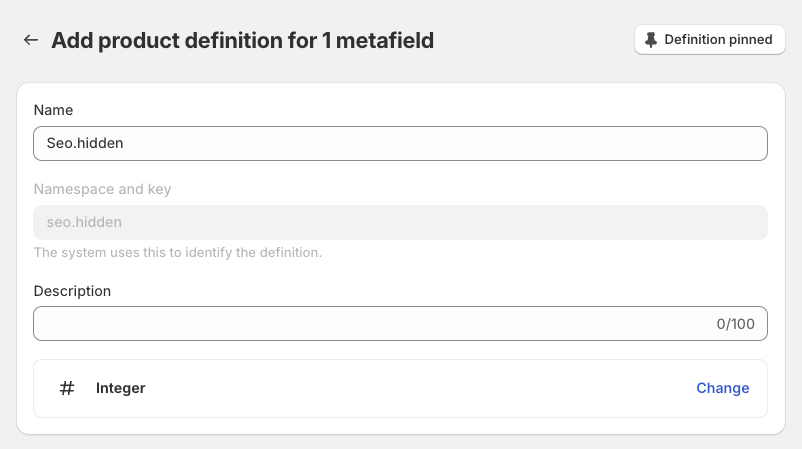 Add product definition for 1 metafield
Definition pinned
Name
Seo.hidden
Namespace and key
seo.hidden
The system uses this to identify the definition.
Description
0/100
# Integer
Change